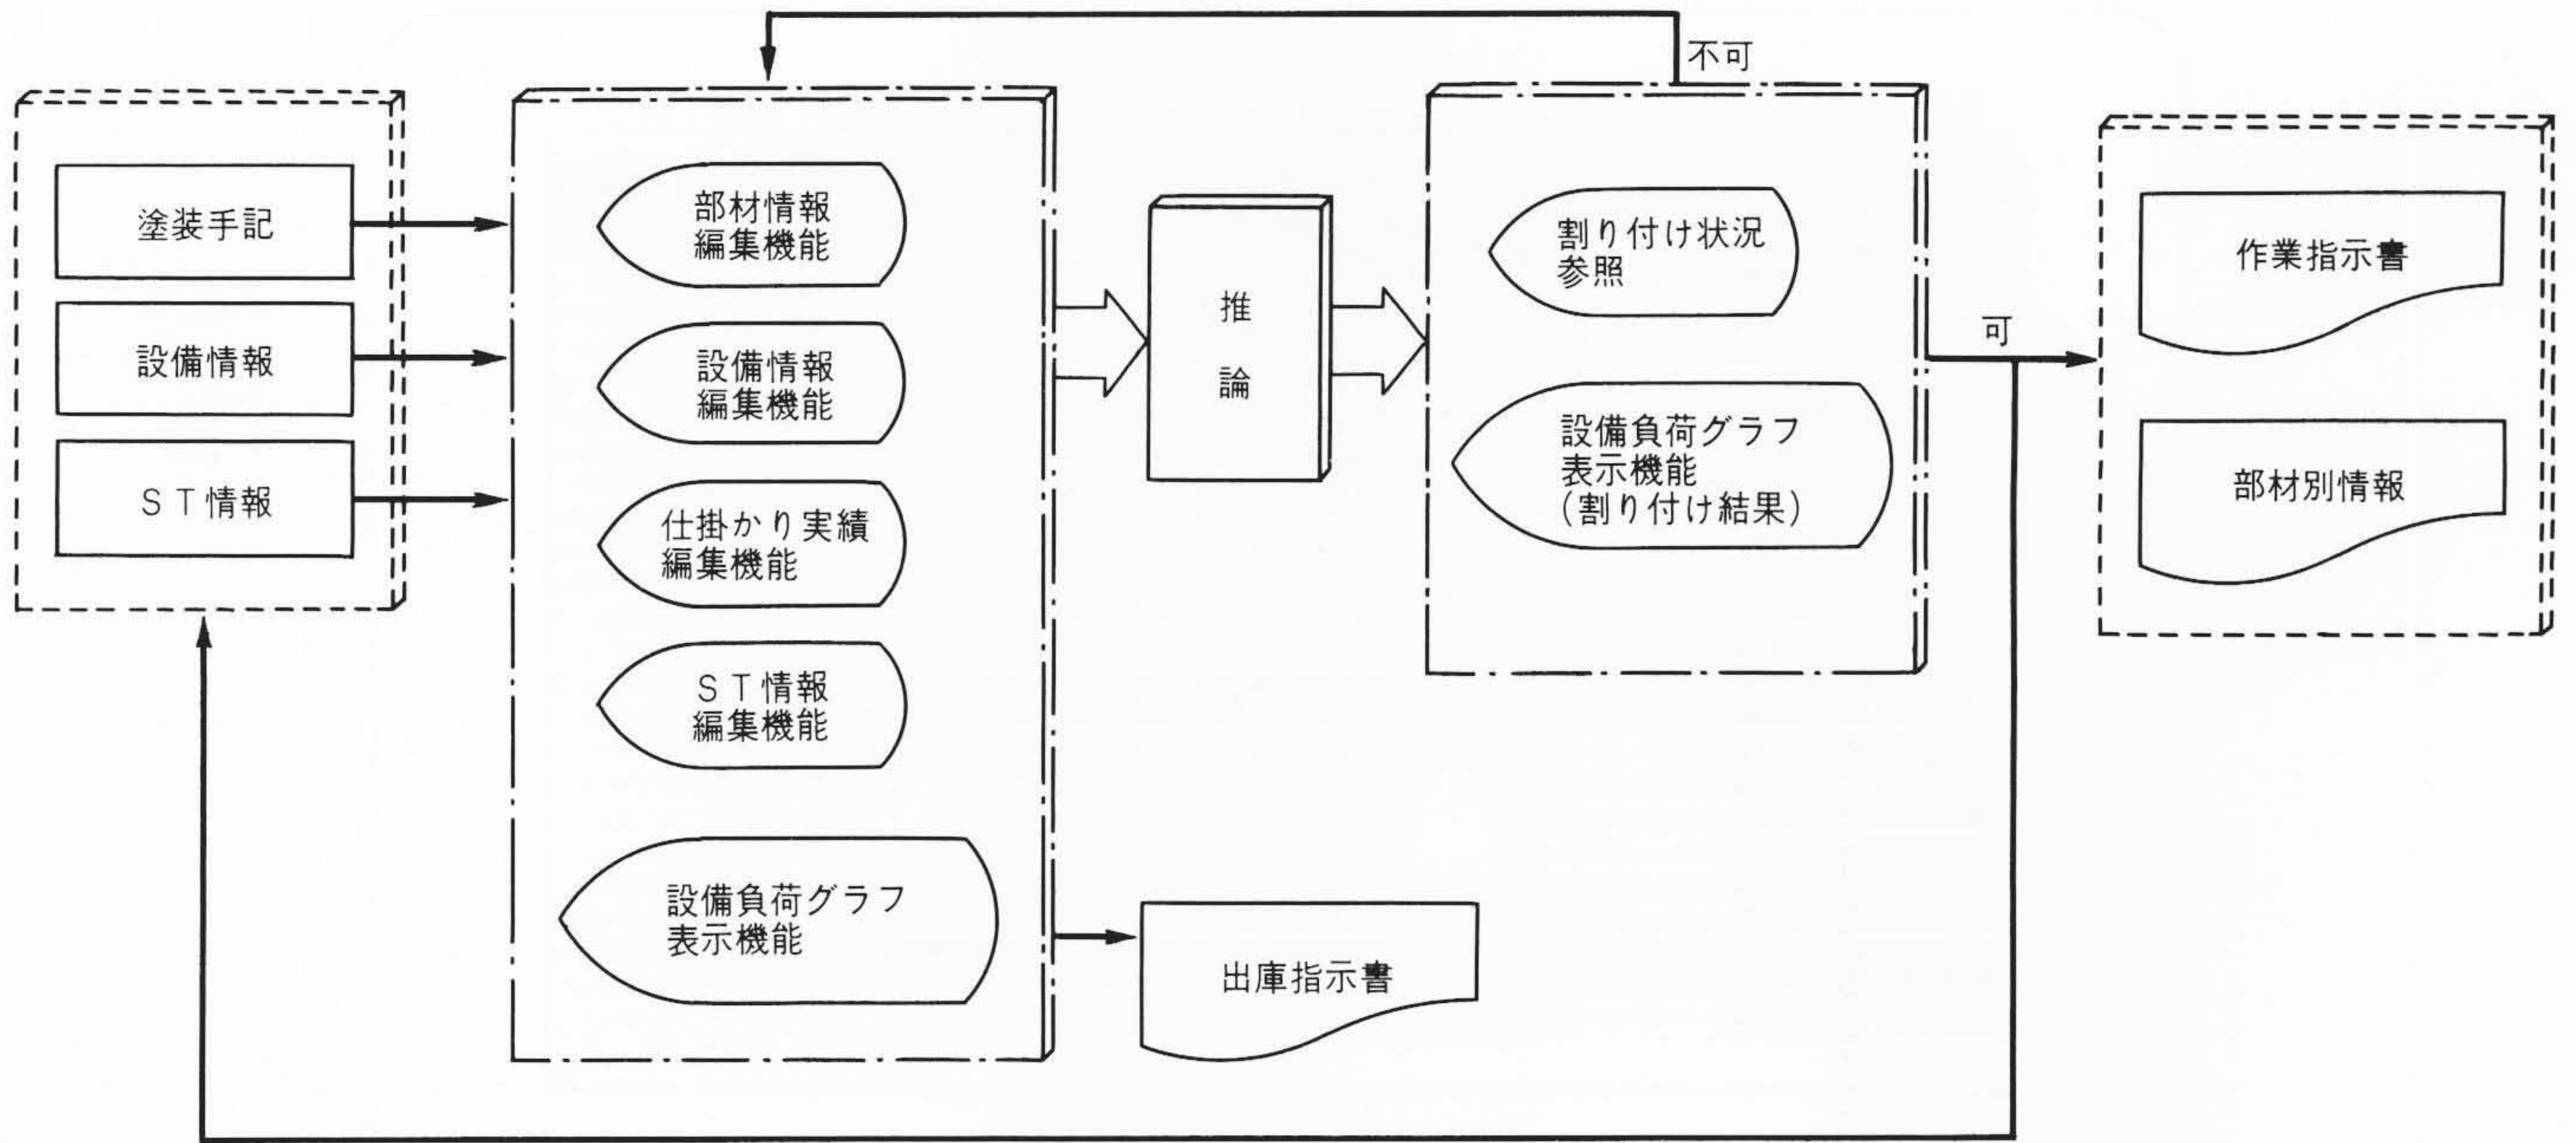 不可
塗装手記
設備情報
ST情報
部材情報
編集機能
設備情報
編集機能
仕掛かり実績
編集機能
ST情報
編集機能
設備負荷グラフ
表示機能
推
論
割り付け状況
参照
設備負荷グラフ
表示機能
(割り付け結果)
可
作業指示書
部材別情報
出庫指示書